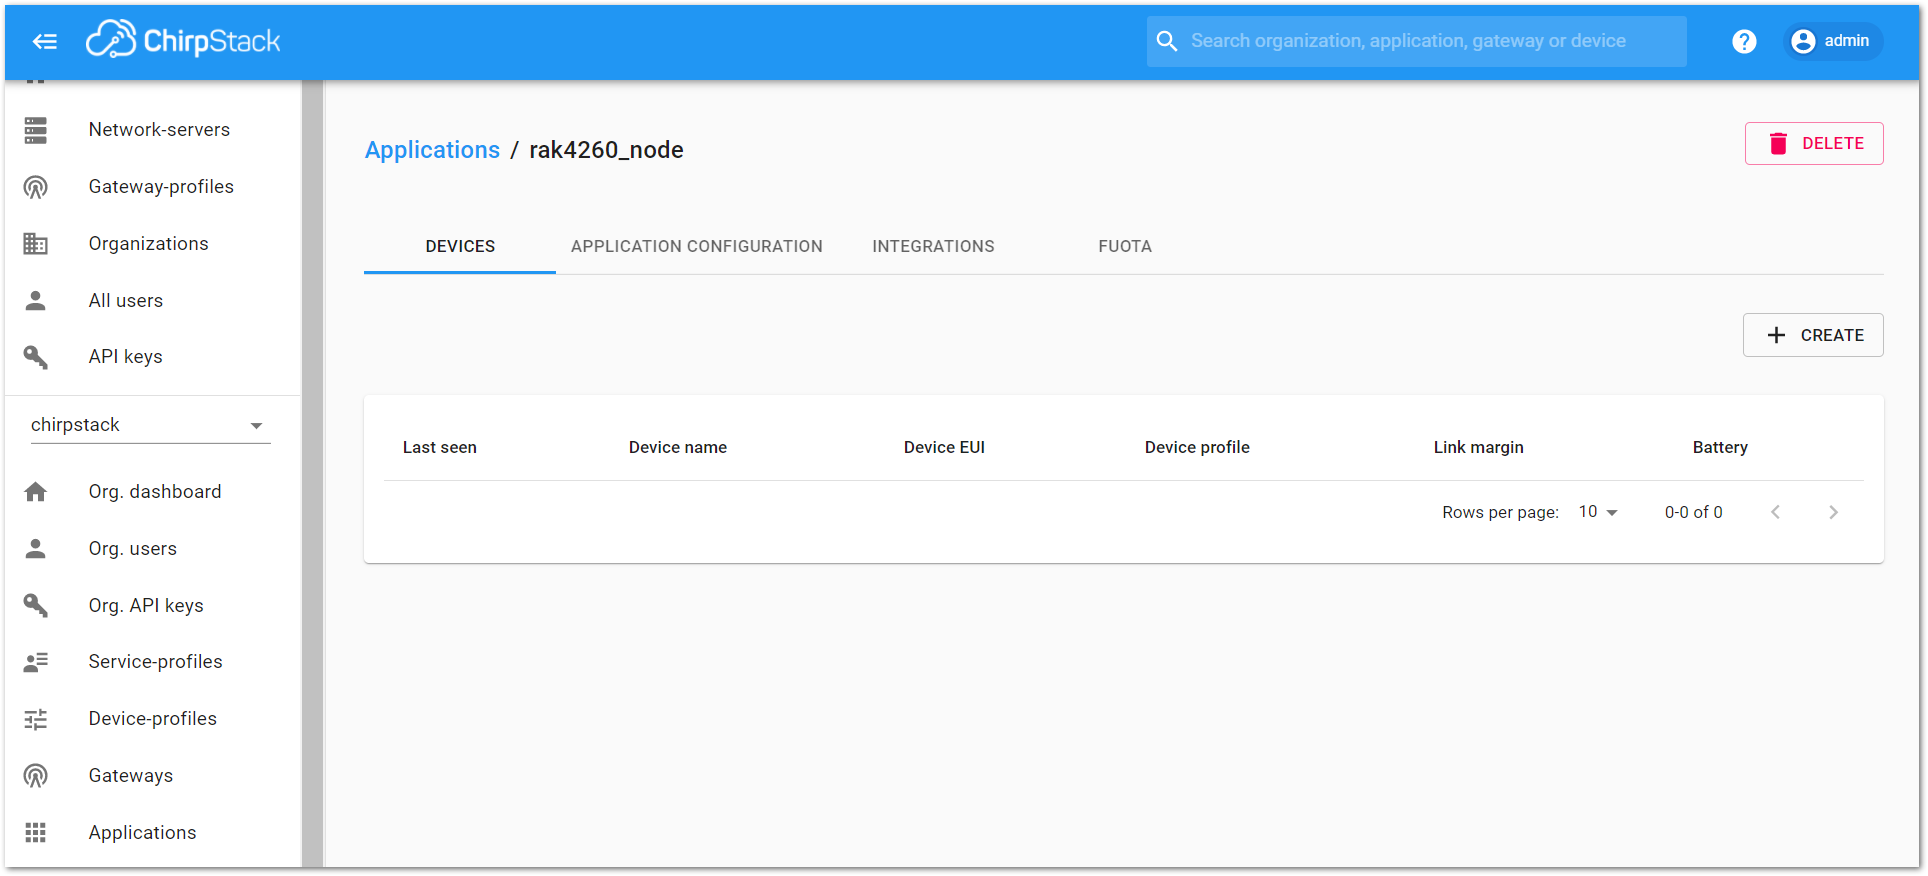 ChirpStack
Search organization, application, gateway or device
?
admin
Network-servers
Gateway-profiles
Organizations
All users
API keys
chirpstack
Org. dashboard
Org. users
Org. API keys
Service-profiles
Device-profiles
Gateways
Applications
Applications / rak4260_node
DELETE
DEVICES APPLICATION CONFIGURATION INTEGRATIONS FUOTA
+ CREATE
Last seen Device name Device EUI Device profile Link margin Battery
Rows per page: 10 0-0 of 0